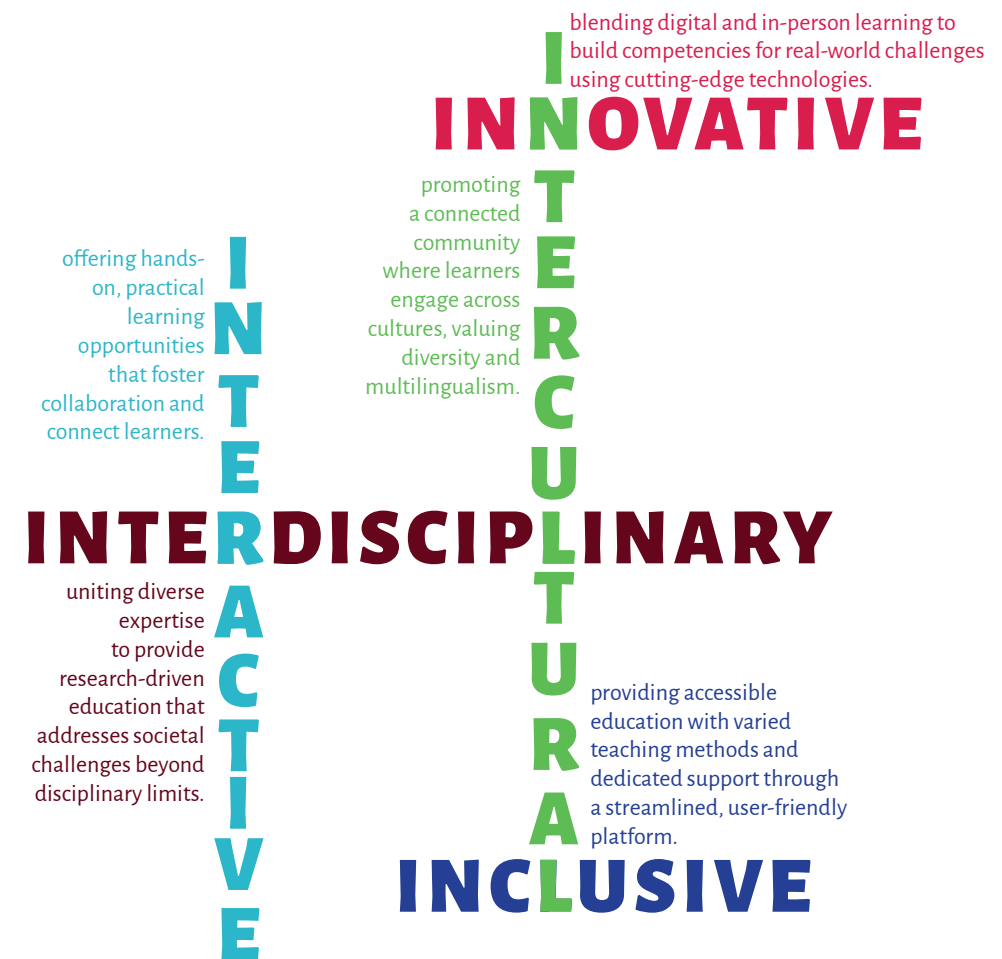 blending digital and in-person learning to
build competencies for real-world challenges
using cutting-edge technologies.
INNOVATIVE
INTERCULTURAL
promoting
a connected
community
where learners
engage across
cultures, valuing
diversity and
multilingualism.
INTERACTIVE
offering hands-
on, practical
learning
opportunities
that foster
collaboration and
connect learners.
INTERDISCIPLINARY
uniting diverse
expertise
to provide
research-driven
education that
addresses societal
challenges beyond
disciplinary limits.
providing accessible
education with varied
teaching methods and
dedicated support through
a streamlined, user-friendly
platform.
INCLUSIVE